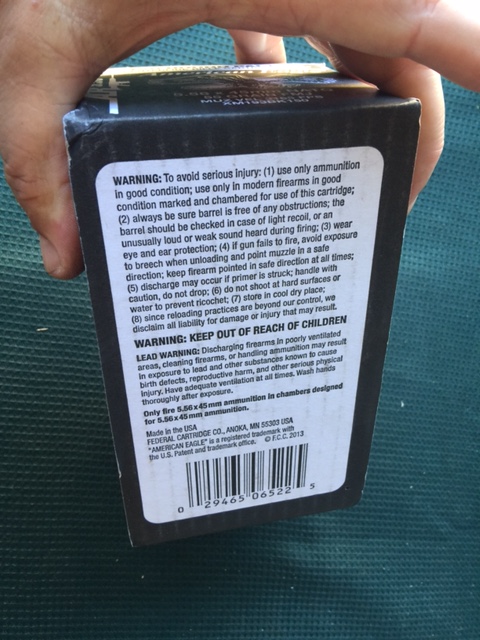 5.56 x
XM193BK150
WARNING: To avoid serious injury: (1) use only ammunition
in good condition; use only in modern firearms in good
condition marked and chambered for use of this cartridge;
(2) always be sure barrel is free of any obstructions; the
barrel should be checked in case of light recoil, or an
unusually loud or weak sound heard during firing; (3) wear
eye and ear protection; (4) if gun fails to fire, avoid exposure
to breech when unloading and point muzzle in a safe
direction; keep firearm pointed in safe direction at all times;
(5) discharge may occur if primer is struck; handle with
caution, do not drop; (6) do not shoot at hard surfaces or
water to prevent ricochet; (7) store in cool dry place;
(8) since reloading practices are beyond our control, we
disclaim all liability for damage or injury that may result.
WARNING: KEEP OUT OF REACH OF CHILDREN
LEAD WARNING: Discharging firearms in poorly ventilated
areas, cleaning firearms, or handling ammunition may result
in exposure to lead and other substances known to cause
birth defects, reproductive harm, and other serious physical
injury. Have adequate ventilation at all times. Wash hands
thoroughly after exposure.
Only fire 5.56x45mm ammunition in chambers designed
for 5.56x45mm ammunition.
Made in the USA
FEDERAL CARTRIDGE CO., ANOKA, MN 55303 USA
"AMERICAN EAGLE" is a registered trademark with
the U.S. Patent and trademark office. © F.C.C. 2013
0 29465 06522 5